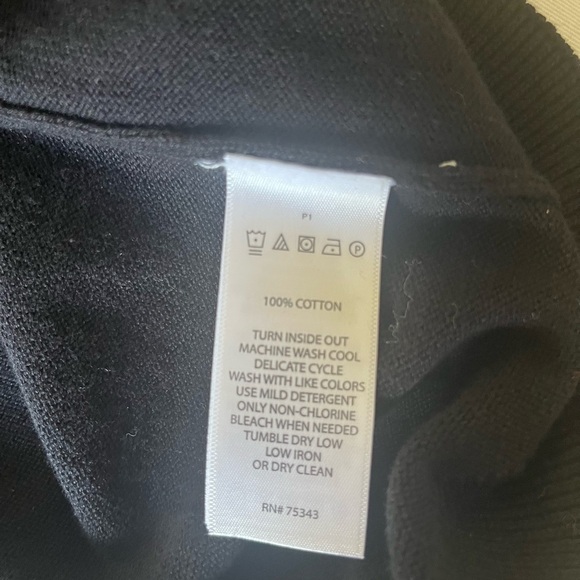 P1
P
100% COTTON
TURN INSIDE OUT
MACHINE WASH COOL
DELICATE CYCLE
WASH WITH LIKE COLORS
USE MILD DETERGENT
ONLY NON-CHLORINE
BLEACH WHEN NEEDED
TUMBLE DRY LOW
LOW IRON
OR DRY CLEAN
RN# 75343